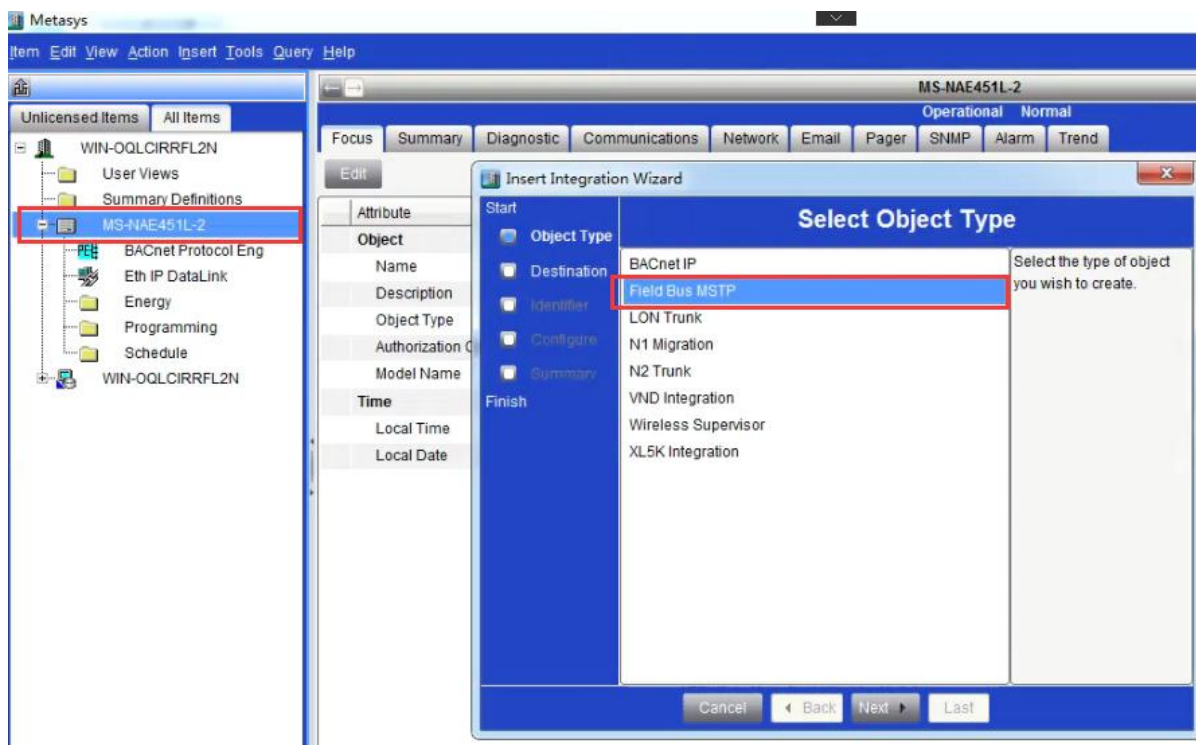 Metasys
Item Edit View Action Insert Tools Query Help
MS-NAE451L-2
Unlicensed Items All Items
Operational Normal
Focus Summary Diagnostic Communications Network Email Pager SNMP Alarm Trend
WIN-OQLCIRRFL2N
User Views
Summary Definitions
MS-NAE451L-2
BACnet Protocol Eng
Eth IP DataLink
Energy
Programming
Schedule
WIN-OQLCIRRFL2N
Edit
Attribute
Object
Name
Description
Object Type
Authorization C
Model Name
Time
Local Time
Local Date
Insert Integration Wizard
Start
Object Type
Destination
Identifier
Configure
Summary
Finish
Select Object Type
BACnet IP
Field Bus MSTP
LON Trunk
N1 Migration
N2 Trunk
VND Integration
Wireless Supervisor
XL5K Integration
Select the type of object
you wish to create.
Cancel Back Next Last